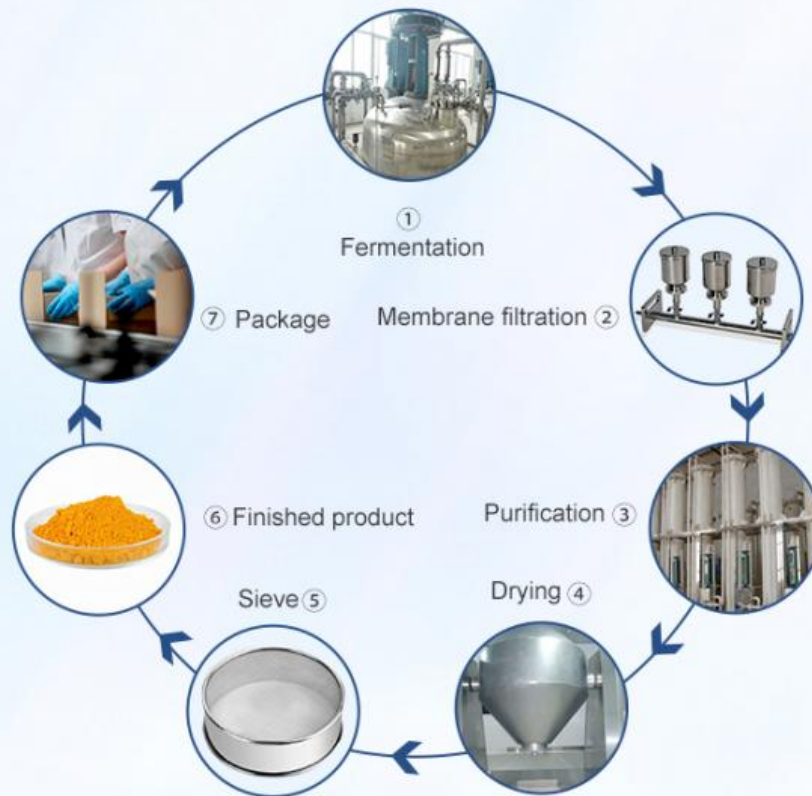 ①
Fermentation
Membrane filtration ②
Purification ③
Drying ④
Sieve ⑤
⑥ Finished product
⑦ Package